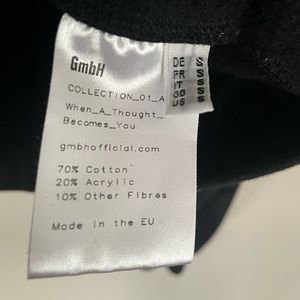 GmbH
COLLECTION_01_A
When_A_Thought_
Becomes_You
gmbhofficial.com
70% Cotton
20% Acrylic
10% Other Fibres
Made in the EU
DE S
FR S
IT S
GB S
US S